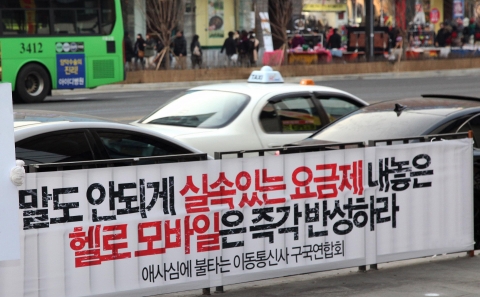 3412
진리
TAXI
말도 안되게 실속있는 요금제 내놓은
헬로 모바일은 즉각 반성하라
애사심에 불타는 이동통신사 구국연합회